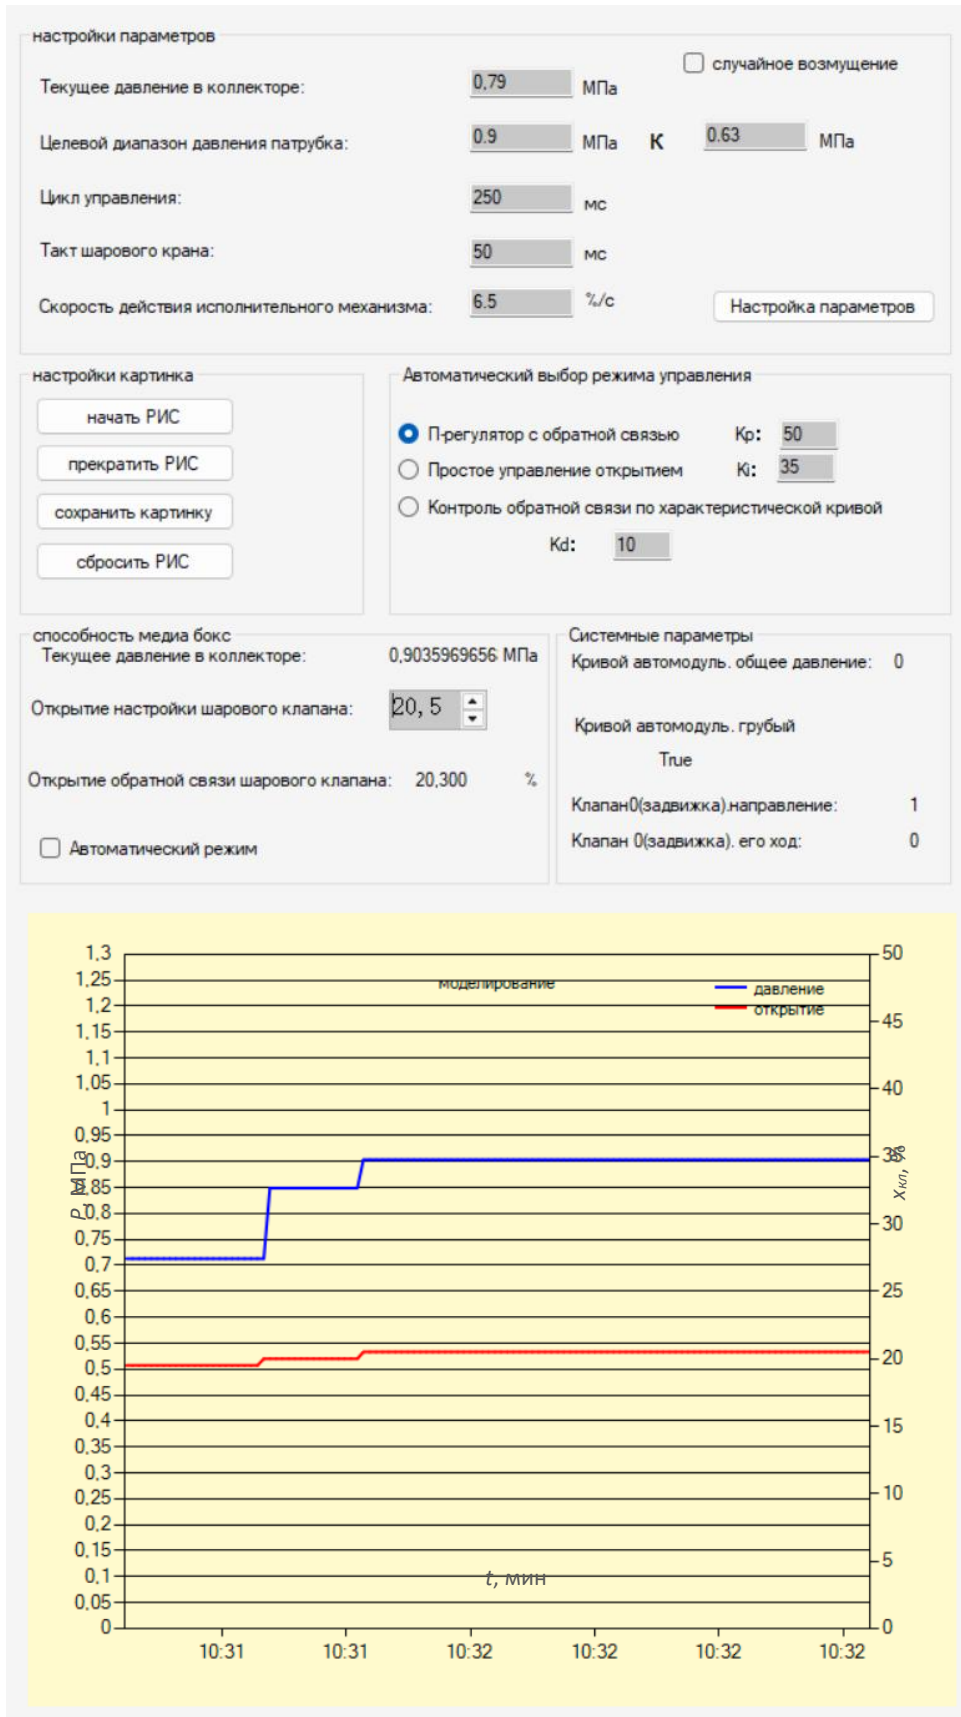 настройки параметров
случайное возмущение
Текущее давление в коллекторе: 0,79 МПа
Целевой диапазон давления патрубка: 0.9 МПа К 0.63 МПа
Цикл управления: 250 мс
Такт шарового крана: 50 мс
Скорость действия исполнительного механизма: 6.5 %/с Настройка параметров
настройки картинка
начать РИС
прекратить РИС
сохранить картинку
сбросить РИС
Автоматический выбор режима управления
П-регулятор с обратной связью Kp: 50
Простое управление открытием Ki: 35
Контроль обратной связи по характеристической кривой
Kd: 10
способность медиа бокс
Текущее давление в коллекторе: 0,9035969656 МПа
Открытие настройки шарового клапана: 20, 5
Открытие обратной связи шарового клапана: 20,300 %
Автоматический режим
Системные параметры
Кривой автомодуль. общее давление: 0
Кривой автомодуль. грубый
True
Клапан0(задвижка).направление: 1
Клапан 0(задвижка). его ход: 0
моделирование
давление
открытие
1,3
1,25
1,2
1,15
1,1
1,05
1
0,95
0,9
0,85
0,8
0,75
0,7
0,65
0,6
0,55
0,5
0,45
0,4
0,35
0,3
0,25
0,2
0,15
0,1
0,05
0
P, МПа
50
45
40
35
30
25
20
15
10
5
0
xкл, %
t, мин
10:31 10:31 10:32 10:32 10:32 10:32